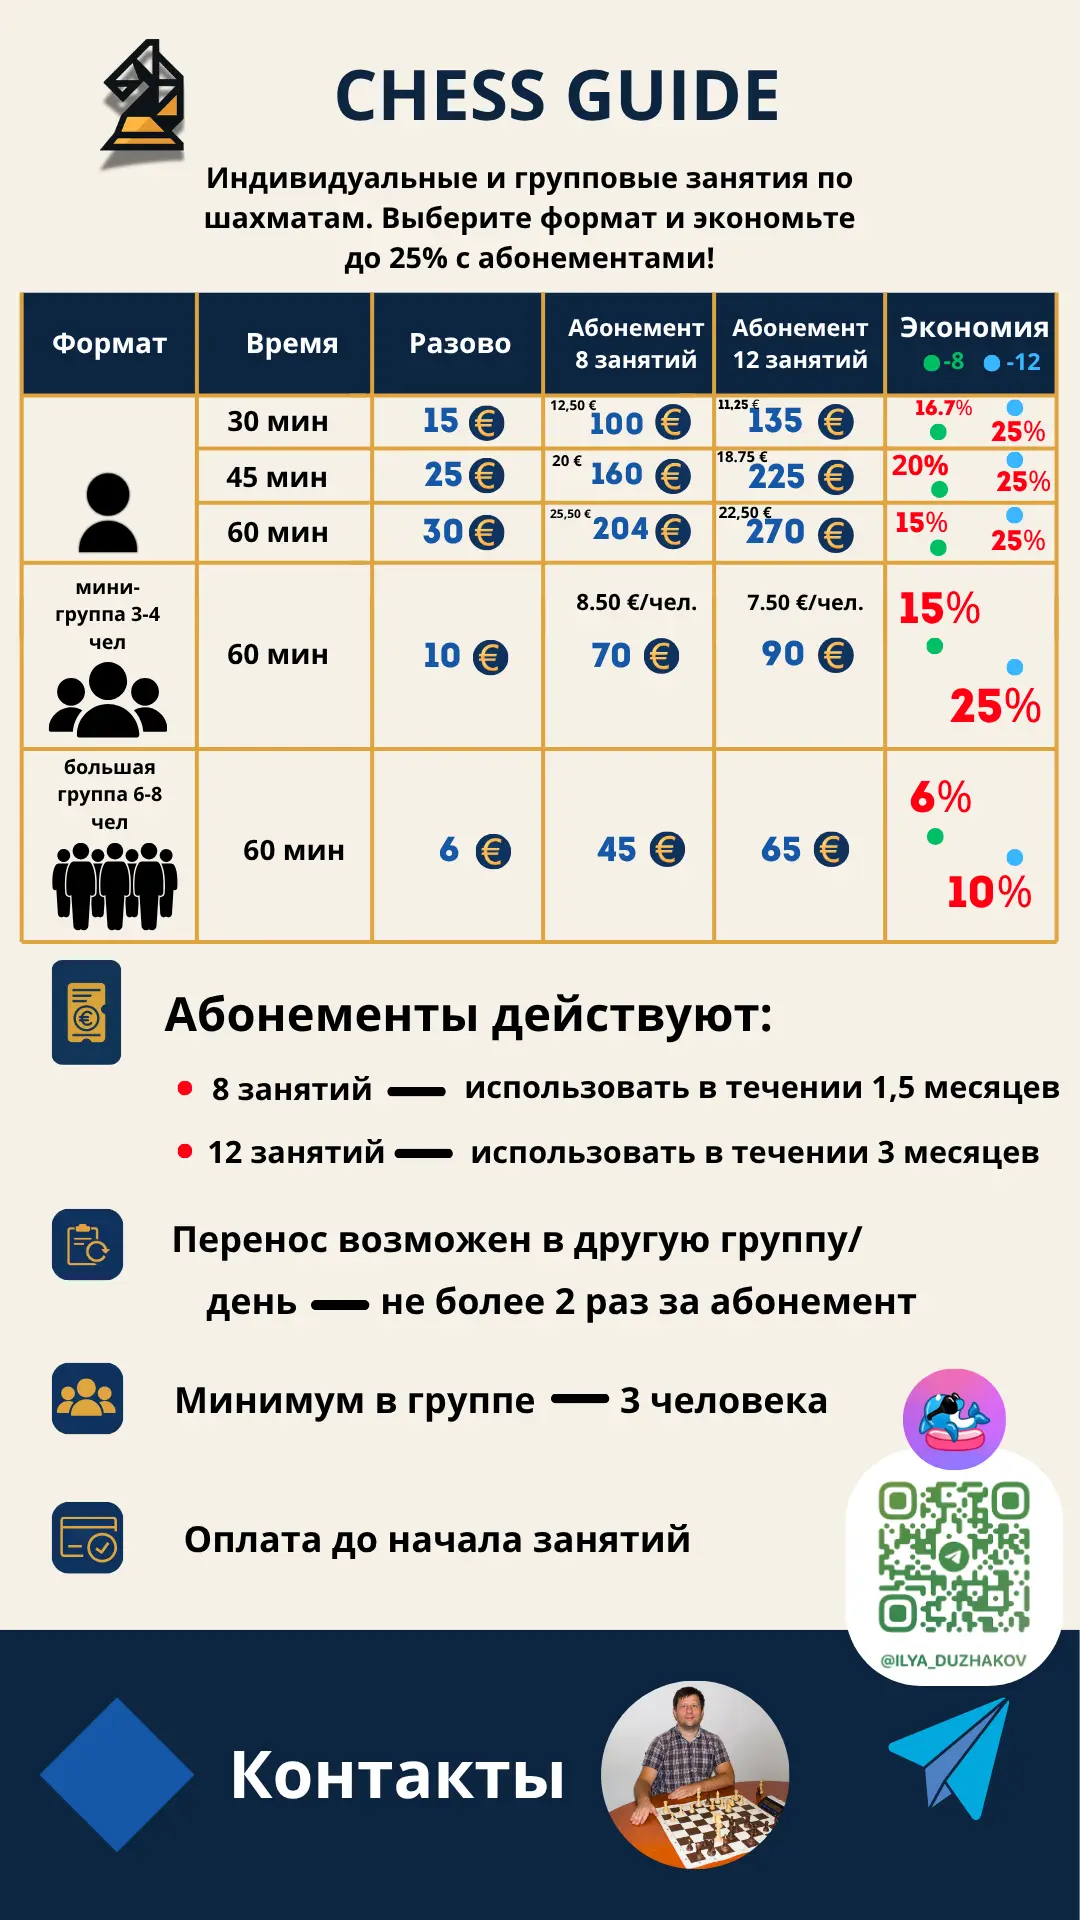 CHESS GUIDE
Индивидуальные и групповые занятия по
шахматам. Выберите формат и экономьте
до 25% с абонементами!
Формат
Время
Разово
Абонемент
8 занятий
Абонемент
12 занятий
Экономия
-8 -12
30 мин
15 €
12,50 €
100 €
11,25 €
135 €
16.7%
25%
45 мин
25 €
20 €
160 €
18.75 €
225 €
20%
25%
60 мин
30 €
25,50 €
204 €
22,50 €
270 €
15%
25%
мини-
группа 3-4
чел
60 мин
10 €
8.50 €/чел.
70 €
7.50 €/чел.
90 €
15%
25%
большая
группа 6-8
чел
60 мин
6 €
45 €
65 €
6%
10%
€
Абонементы действуют:
8 занятий — использовать в течении 1,5 месяцев
12 занятий — использовать в течении 3 месяцев
Перенос возможен в другую группу/
день — не более 2 раз за абонемент
Минимум в группе — 3 человека
Оплата до начала занятий
@ILYA_DUZHAKOV
Контакты